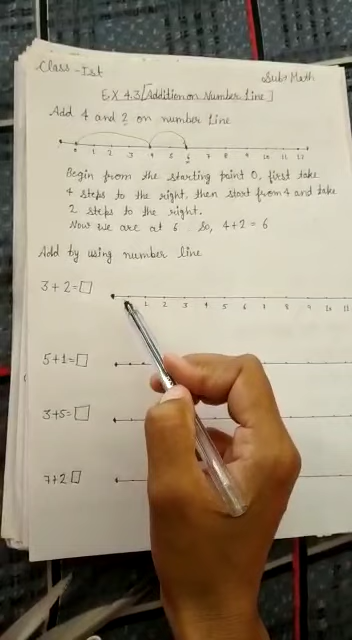 Class - Ist
Sub: Math
EX 4.3 [Addition on Number Line]
Add 4 and 2 on number line
0 1 2 3 4 5 6 7 8 9 10 11 12
Begin from the starting point 0, first take
4 steps to the right, then start from 4 and take
2 steps to the right.
Now we are at 6 So, 4+2 = 6
Add by using number line
3 + 2 = □
1 2 3 4 5 6 7 8 9 10 11
5+1 = □
3+5 = □
7+2 □